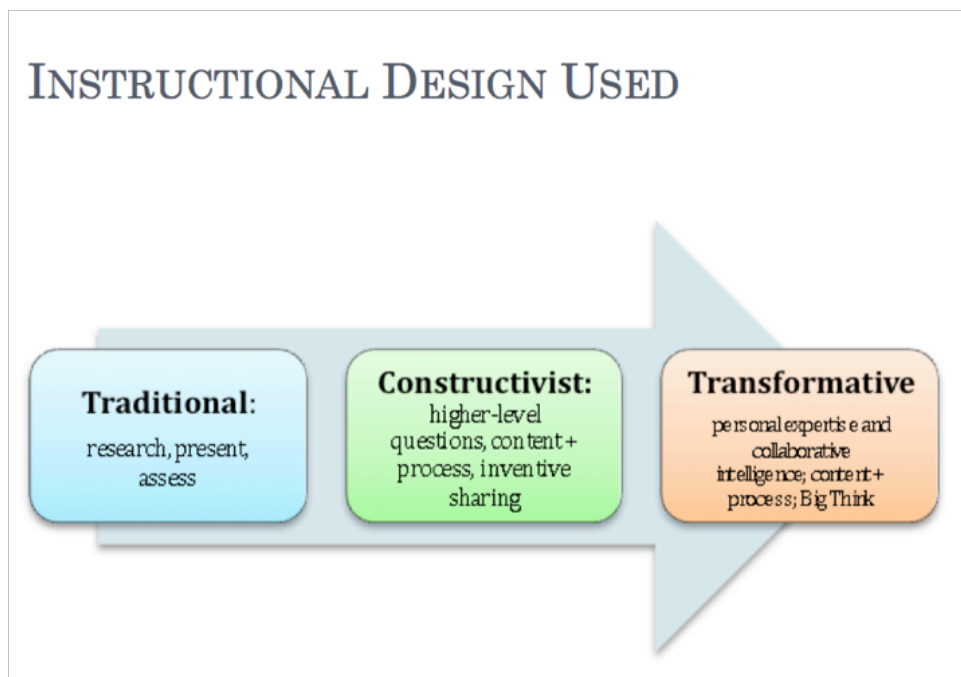 INSTRUCTIONAL DESIGN USED
Traditional:
research, present,
assess
Constructivist:
higher-level
questions, content +
process, inventive
sharing
Transformative
personal expertise and
collaborative
intelligence; content +
process; Big Think